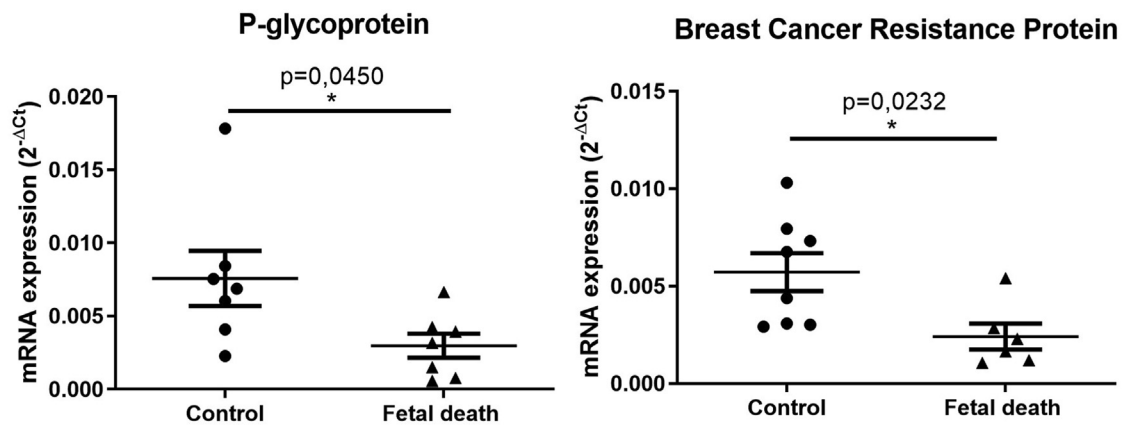 P-glycoprotein
p=0,0450
*
mRNA expression (2^-ΔCt)
0.020
0.015
0.010
0.005
0.000
Control
Fetal death
Breast Cancer Resistance Protein
p=0,0232
*
mRNA expression (2^-ΔCt)
0.015
0.010
0.005
0.000
Control
Fetal death